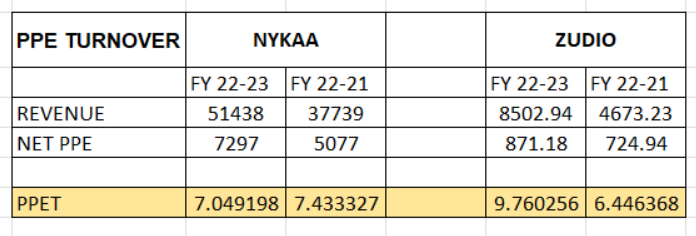 PPE TURNOVER NYKAA ZUDIO
FY 22-23 FY 22-21 FY 22-23 FY 22-21
REVENUE 51438 37739 8502.94 4673.23
NET PPE 7297 5077 871.18 724.94
PPET 7.049198 7.433327 9.760256 6.446368